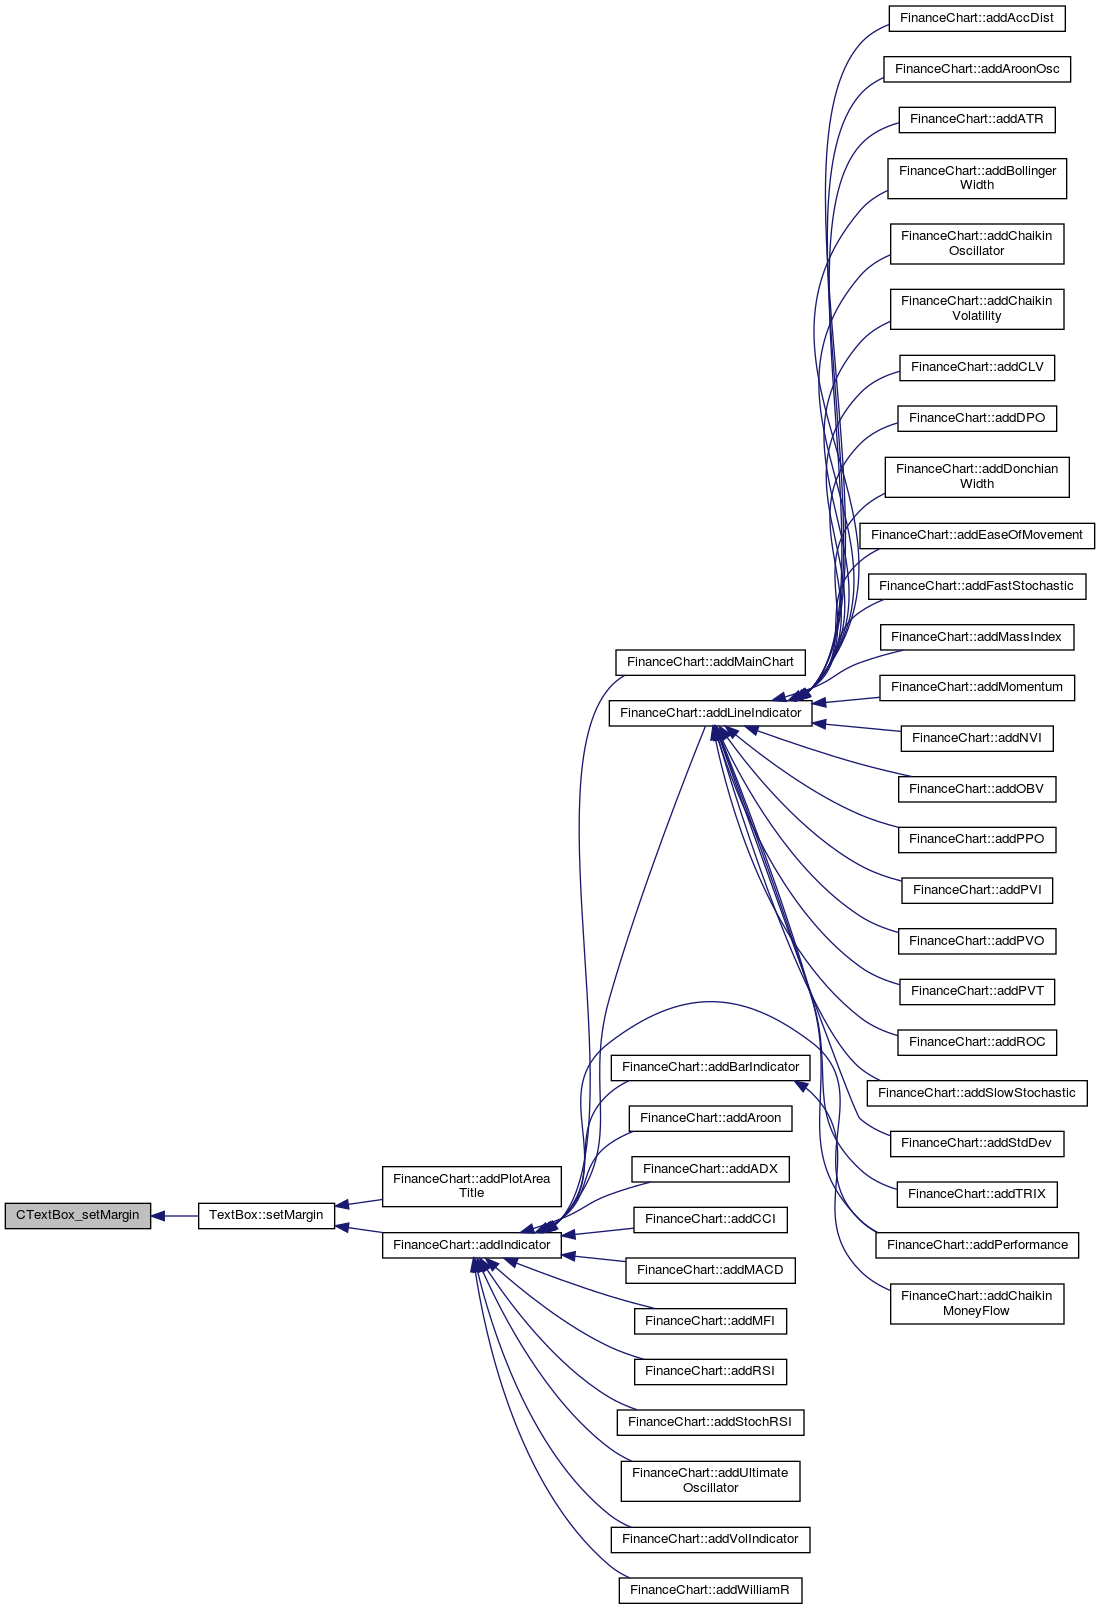 CTextBox_setMargin
TextBox::setMargin
FinanceChart::addPlotArea
Title
FinanceChart::addIndicator
FinanceChart::addMainChart
FinanceChart::addLineIndicator
FinanceChart::addBarIndicator
FinanceChart::addAroon
FinanceChart::addADX
FinanceChart::addCCI
FinanceChart::addMACD
FinanceChart::addMFI
FinanceChart::addRSI
FinanceChart::addStochRSI
FinanceChart::addUltimate
Oscillator
FinanceChart::addVolIndicator
FinanceChart::addWilliamR
FinanceChart::addAccDist
FinanceChart::addAroonOsc
FinanceChart::addATR
FinanceChart::addBollinger
Width
FinanceChart::addChaikin
Oscillator
FinanceChart::addChaikin
Volatility
FinanceChart::addCLV
FinanceChart::addDPO
FinanceChart::addDonchian
Width
FinanceChart::addEaseOfMovement
FinanceChart::addFastStochastic
FinanceChart::addMassIndex
FinanceChart::addMomentum
FinanceChart::addNVI
FinanceChart::addOBV
FinanceChart::addPPO
FinanceChart::addPVI
FinanceChart::addPVO
FinanceChart::addPVT
FinanceChart::addROC
FinanceChart::addSlowStochastic
FinanceChart::addStdDev
FinanceChart::addTRIX
FinanceChart::addPerformance
FinanceChart::addChaikin
MoneyFlow